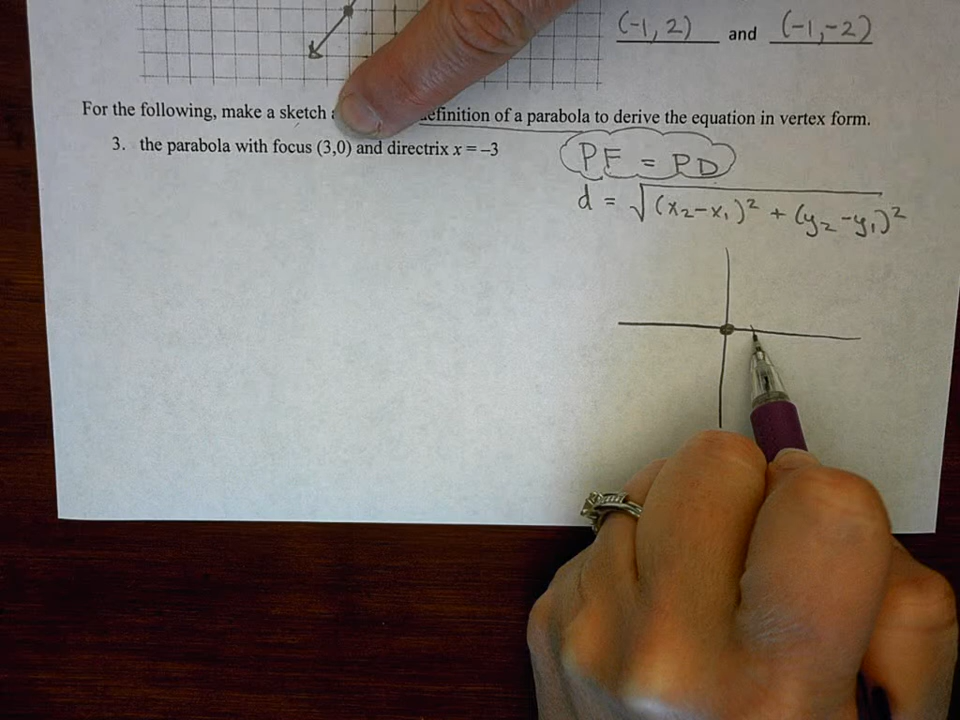 (-1, 2) and (-1,-2)
For the following, make a sketch definition of a parabola to derive the equation in vertex form.
3. the parabola with focus (3,0) and directrix x = –3
PF = PD
d = √(x₂-x₁)² + (y₂-y₁)²